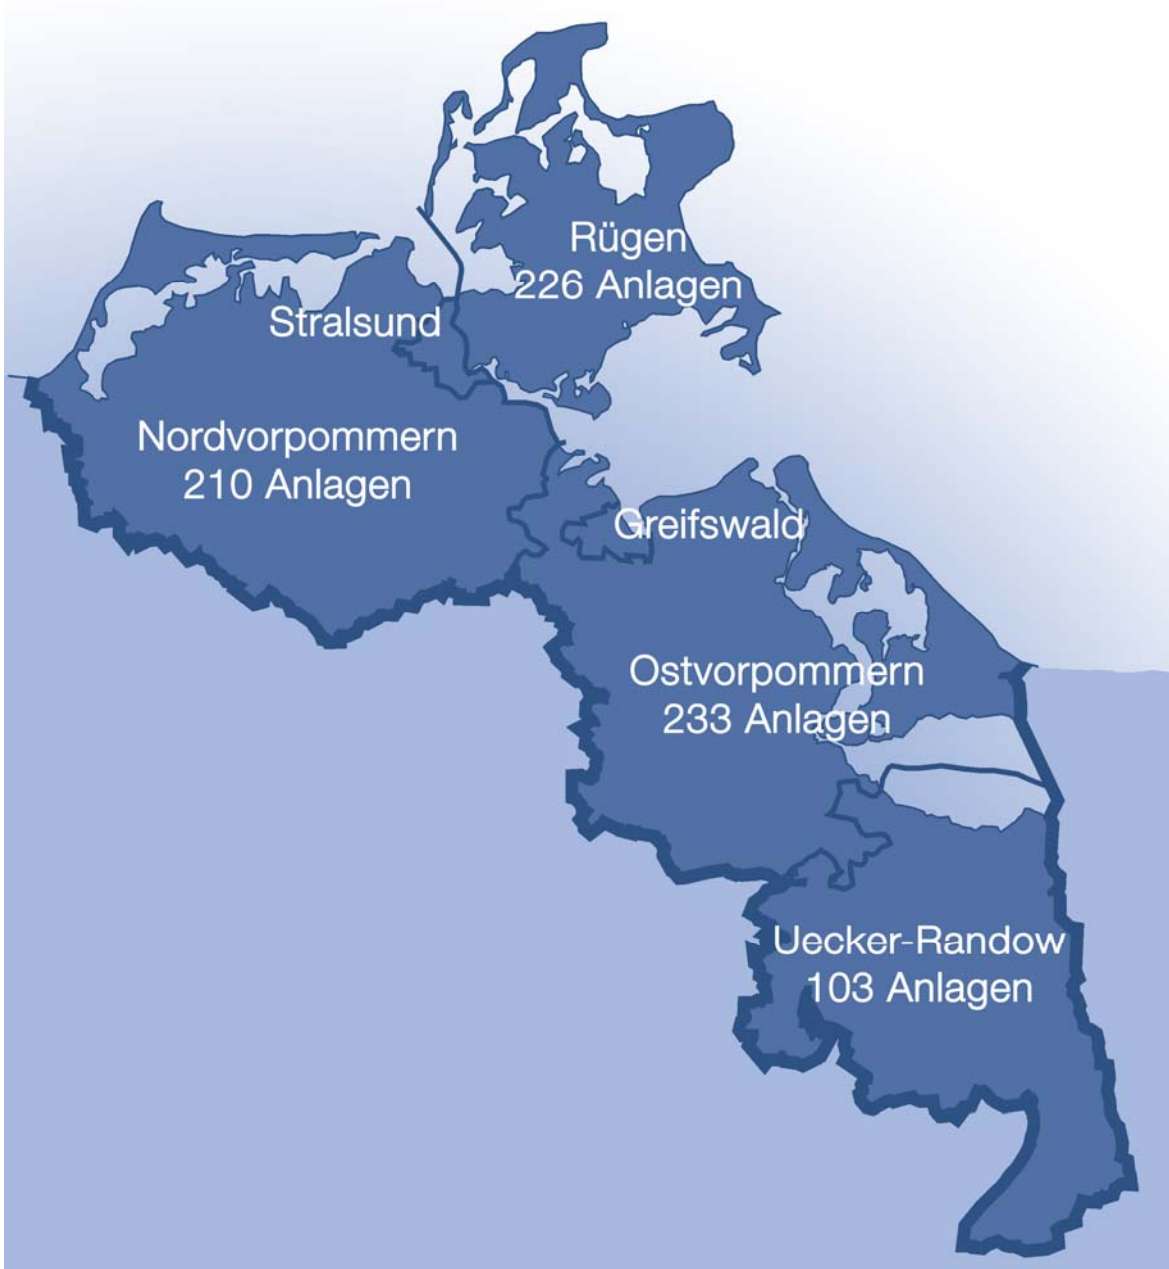 Rügen
226 Anlagen
Stralsund
Nordvorpommern
210 Anlagen
Greifswald
Ostvorpommern
233 Anlagen
Uecker-Randow
103 Anlagen